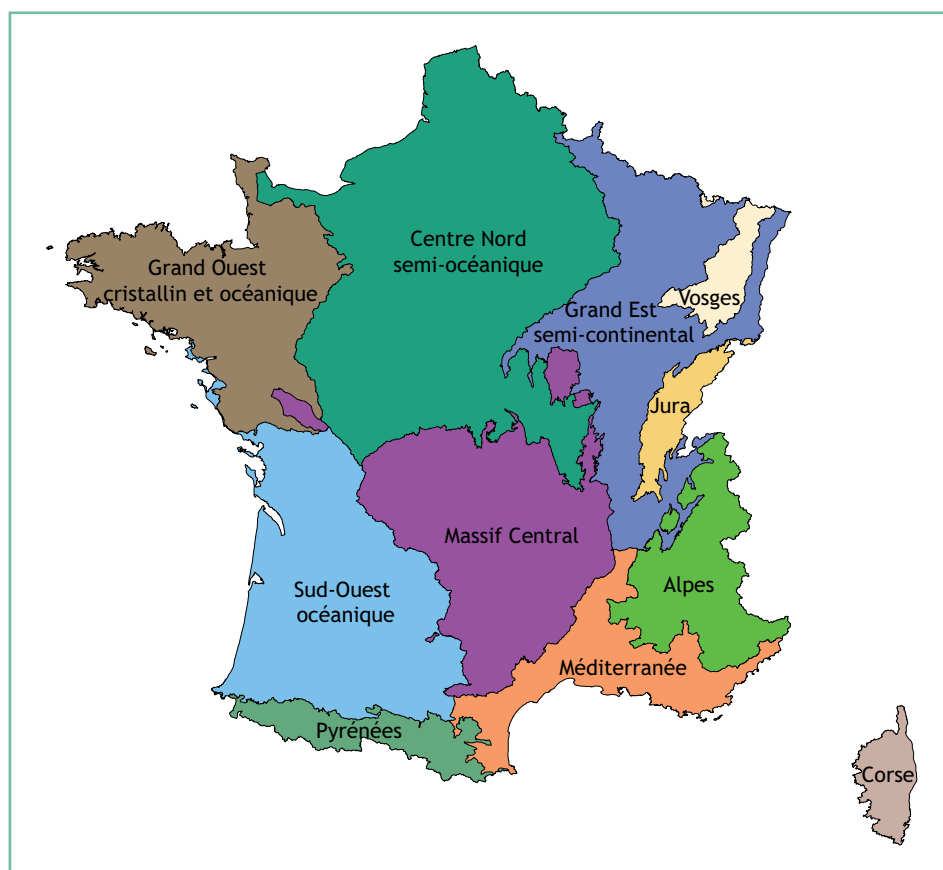 Centre Nord
semi-océanique
Grand Ouest
cristallin et océanique
Vosges
Grand Est
semi-continental
Jura
Massif Central
Sud-Ouest
océanique
Alpes
Méditerranée
Pyrénées
Corse